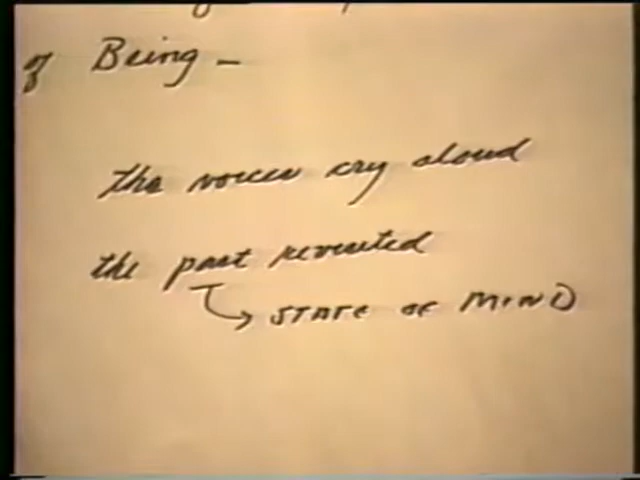 of Being —
the voices cry aloud
the past revisited
STATE OF MIND